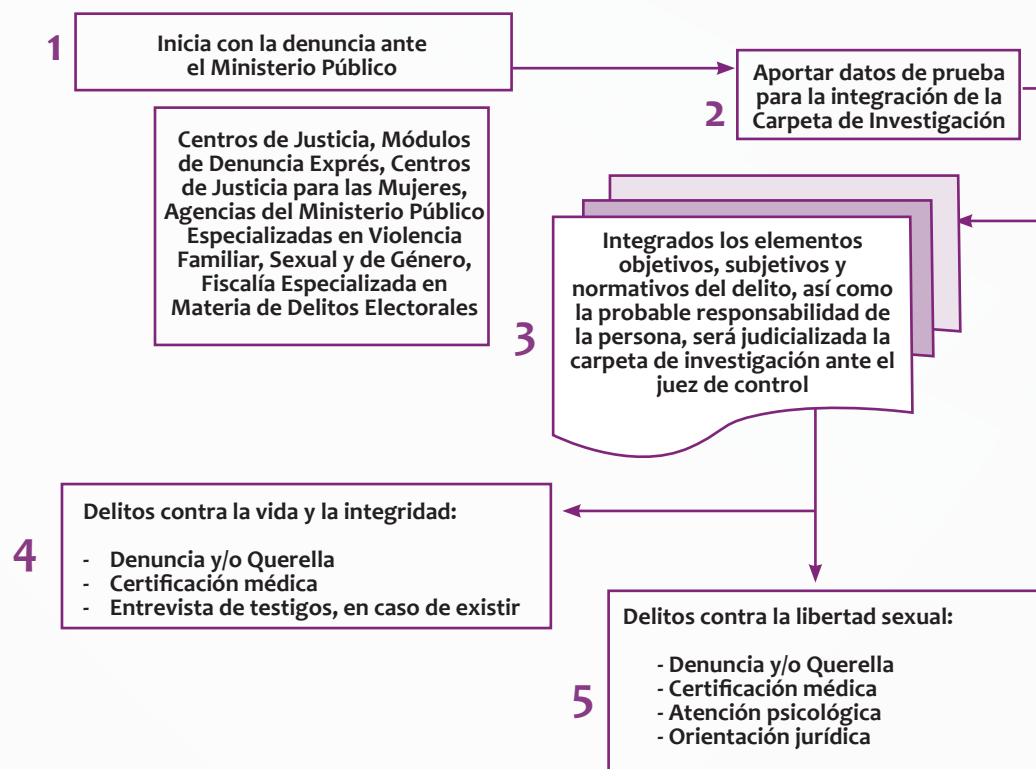 1
Inicia con la denuncia ante
el Ministerio Público
Centros de Justicia, Módulos
de Denuncia Exprés, Centros
de Justicia para las Mujeres,
Agencias del Ministerio Público
Especializadas en Violencia
Familiar, Sexual y de Género,
Fiscalía Especializada en
Materia de Delitos Electorales
2
Aportar datos de prueba
para la integración de la
Carpeta de Investigación
3
Integrados los elementos
objetivos, subjetivos y
normativos del delito, así como
la probable responsabilidad de
la persona, será judicializada la
carpeta de investigación ante el
juez de control
4
Delitos contra la vida y la integridad:
- Denuncia y/o Querella
- Certificación médica
- Entrevista de testigos, en caso de existir
5
Delitos contra la libertad sexual:
- Denuncia y/o Querella
- Certificación médica
- Atención psicológica
- Orientación jurídica